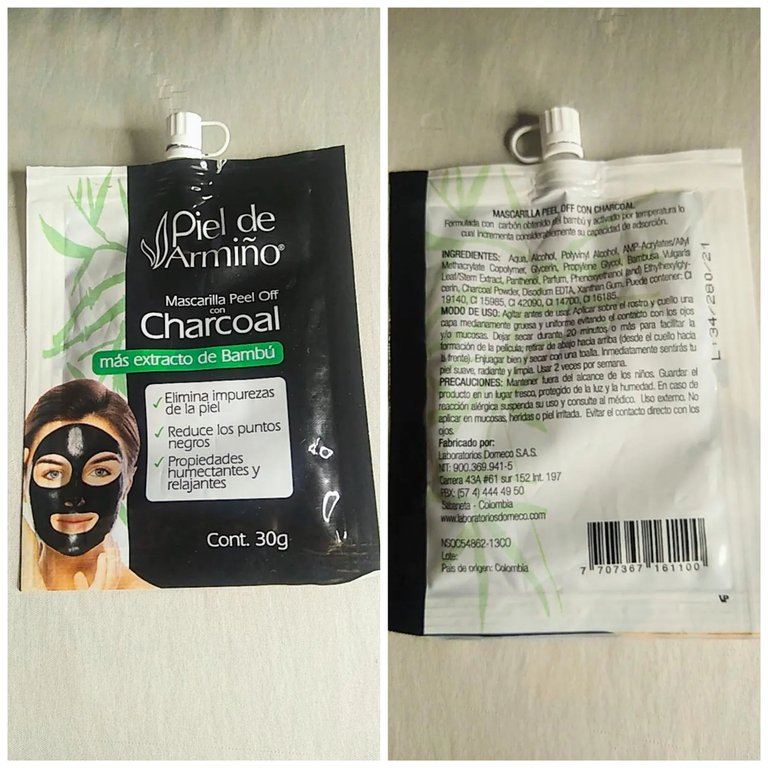 Piel de
Armiño®
Mascarilla Peel Off
con
Charcoal
más extracto de Bambú
✓ Elimina impurezas
de la piel
✓ Reduce los puntos
negros
✓ Propiedades
humectantes y
relajantes
Cont. 30g
MASCARILLA PEEL OFF CON CHARCOAL
Formulada con carbón obtenido del bambú y activado por temperatura lo
cual incrementa considerablemente su capacidad de adsorción.
INGREDIENTES: Aqua, Alcohol, Polyvinyl Alcohol, AMP-Acrylates/Allyl
Methacrylate Copolymer, Glycerin, Propylene Glycol, Bambusa Vulgaris
Leaf/Stem Extract, Panthenol, Parfum, Phenoxyethanol (and) Ethylhexylgly-
cerin, Charcoal Powder, Disodium EDTA, Xanthan Gum. Puede contener: CI
19140, CI 15985, CI 42090, CI 14700, CI 16185.
MODO DE USO: Agitar antes de usar. Aplicar sobre el rostro y cuello una
capa medianamente gruesa y uniforme evitando el contacto con los ojos
y/o mucosas. Dejar secar durante 20 minutos o más para facilitar la
formación de la película; retirar de abajo hacia arriba (desde el cuello hacia
la frente). Enjuagar bien y secar con una toalla. Inmediatamente sentirás tu
piel suave, radiante y limpia. Usar 2 veces por semana.
PRECAUCIONES: Mantener fuera del alcance de los niños. Guardar el
producto en un lugar fresco, protegido de la luz y la humedad. En caso de
reacción alérgica suspenda su uso y consulte al médico. Uso externo. No
aplicar en mucosas, heridas o piel irritada. Evitar el contacto directo con los
ojos.
Fabricado por:
Laboratorios Domeco S.A.S.
NIT: 900.369.941-5
Carrera 43A #61 sur 152 Int. 197
PBX: (57 4) 444 49 50
Sabaneta - Colombia
www.laboratoriosdomeco.com
NSOC54862-13CO
Lote:
País de origen: Colombia
7 707367 161100
L:34/280/21